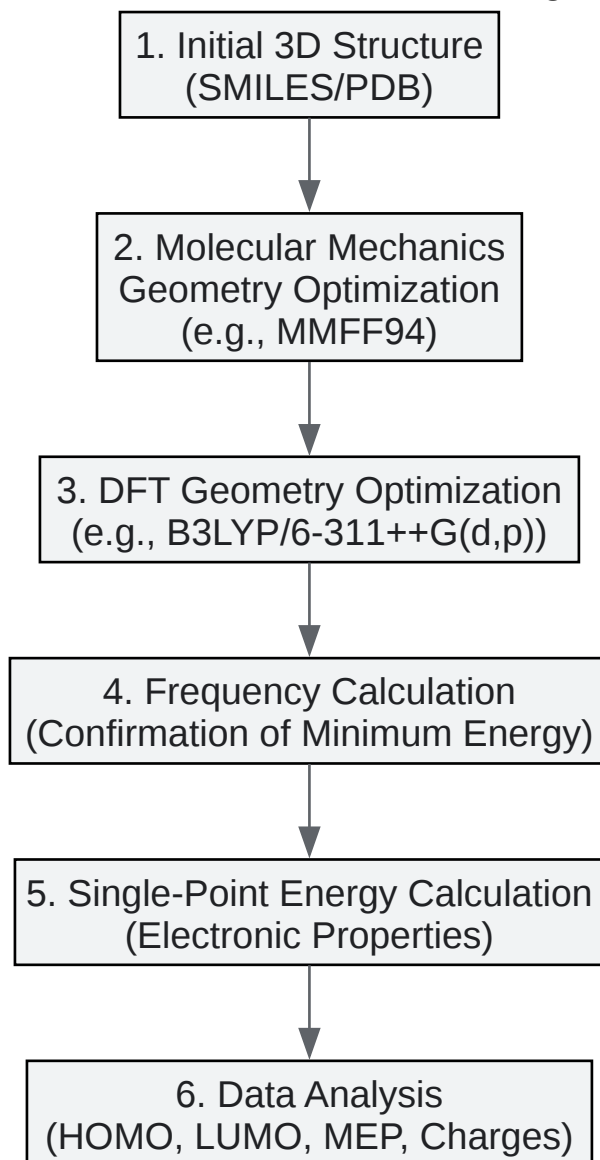 1. Initial 3D Structure
(SMILES/PDB)
2. Molecular Mechanics
Geometry Optimization
(e.g., MMFF94)
3. DFT Geometry Optimization
(e.g., B3LYP/6-311++G(d,p))
4. Frequency Calculation
(Confirmation of Minimum Energy)
5. Single-Point Energy Calculation
(Electronic Properties)
6. Data Analysis
(HOMO, LUMO, MEP, Charges)